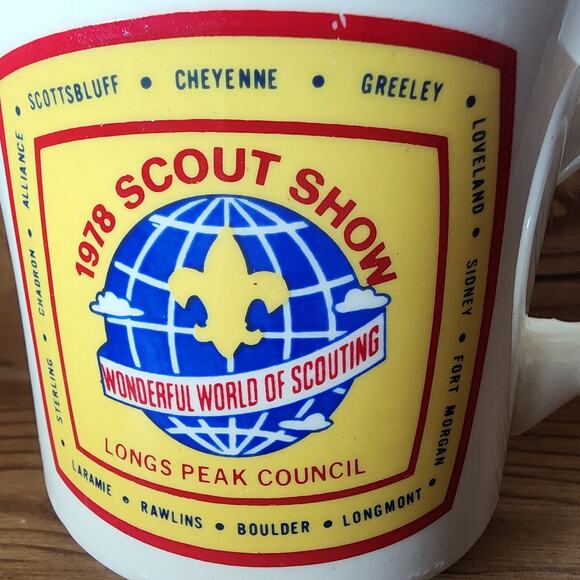 SCOTTSBLUFF • CHEYENNE • GREELEY •
LOVELAND • SIDNEY • FORT MORGAN •
LARAMIE • RAWLINS • BOULDER • LONGMONT
STERLING • CHADRON • ALLIANCE •
1978 SCOUT SHOW
WONDERFUL WORLD OF SCOUTING
LONGS PEAK COUNCIL